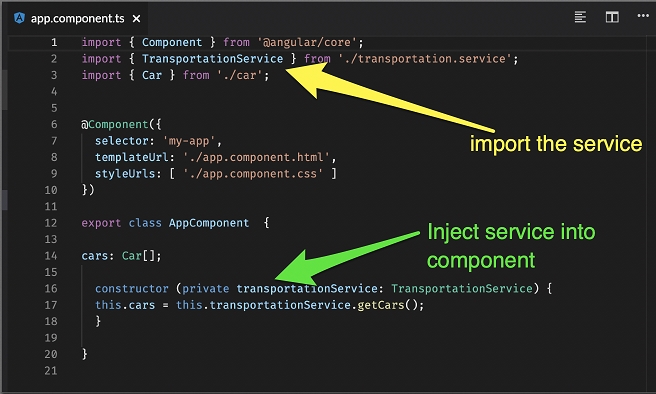 app.component.ts ×
1 import { Component } from '@angular/core';
2 import { TransportationService } from './transportation.service';
3 import { Car } from './car';
4
5
6 @Component({
7 selector: 'my-app',
8 templateUrl: './app.component.html',
9 styleUrls: [ './app.component.css' ]
10 })
11
12 export class AppComponent  {
13
14 cars: Car[];
15
16 constructor (private transportationService: TransportationService) {
17 this.cars = this.transportationService.getCars();
18 }
19
20 }
21
import the service
Inject service into
component